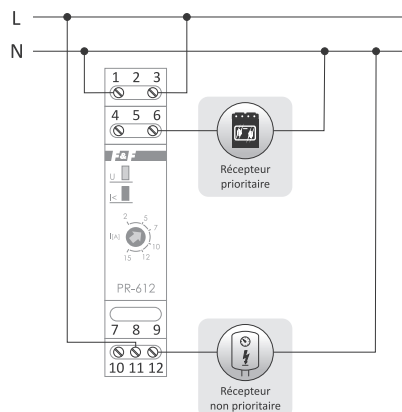 L
N
1 2 3
4 5 6
F&F
U
I<
2 5
7
I(A)
10
15 12
PR-612
7 8 9
10 11 12
Récepteur
prioritaire
Récepteur
non prioritaire